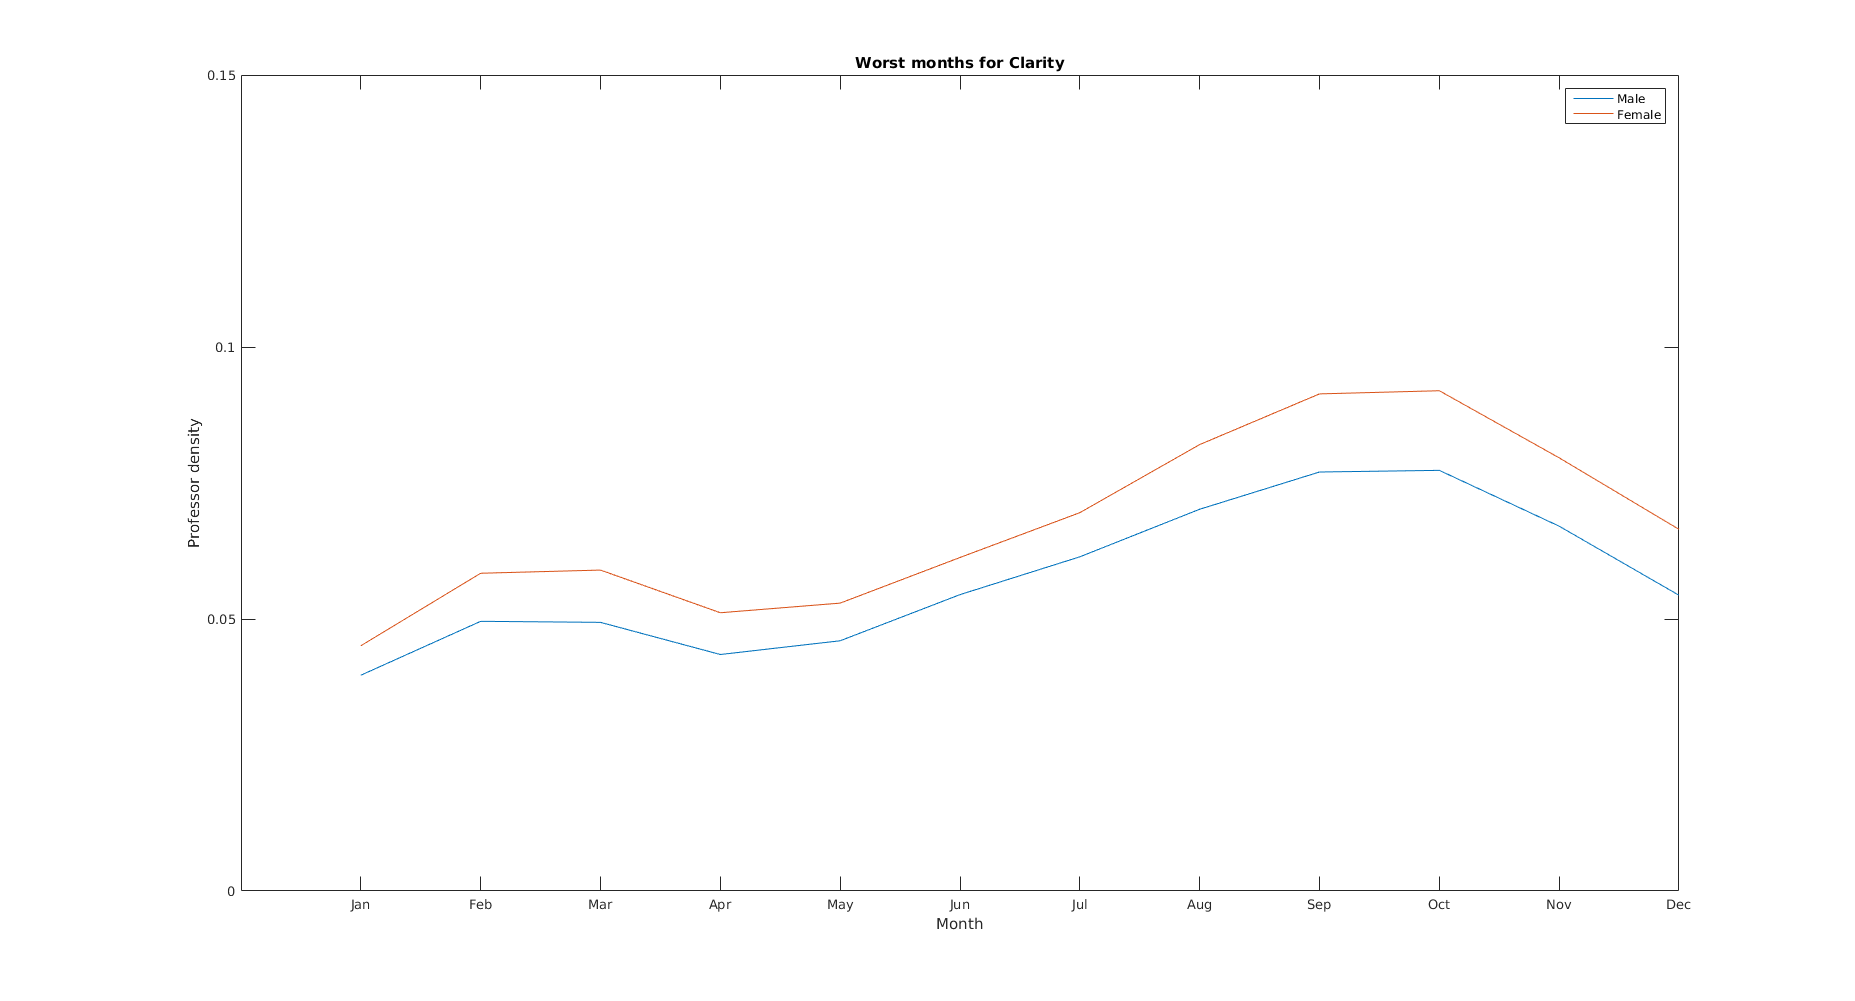 Worst months for Clarity
0.15
0.1
0.05
0
Professor density
Male
Female
Jan Feb Mar Apr May Jun Jul Aug Sep Oct Nov Dec
Month